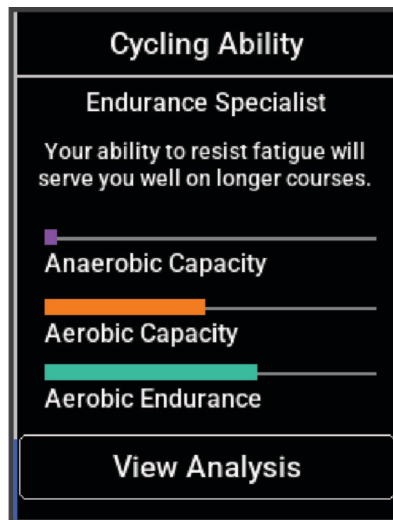 Cycling Ability
Endurance Specialist
Your ability to resist fatigue will
serve you well on longer courses.
Anaerobic Capacity
Aerobic Capacity
Aerobic Endurance
View Analysis